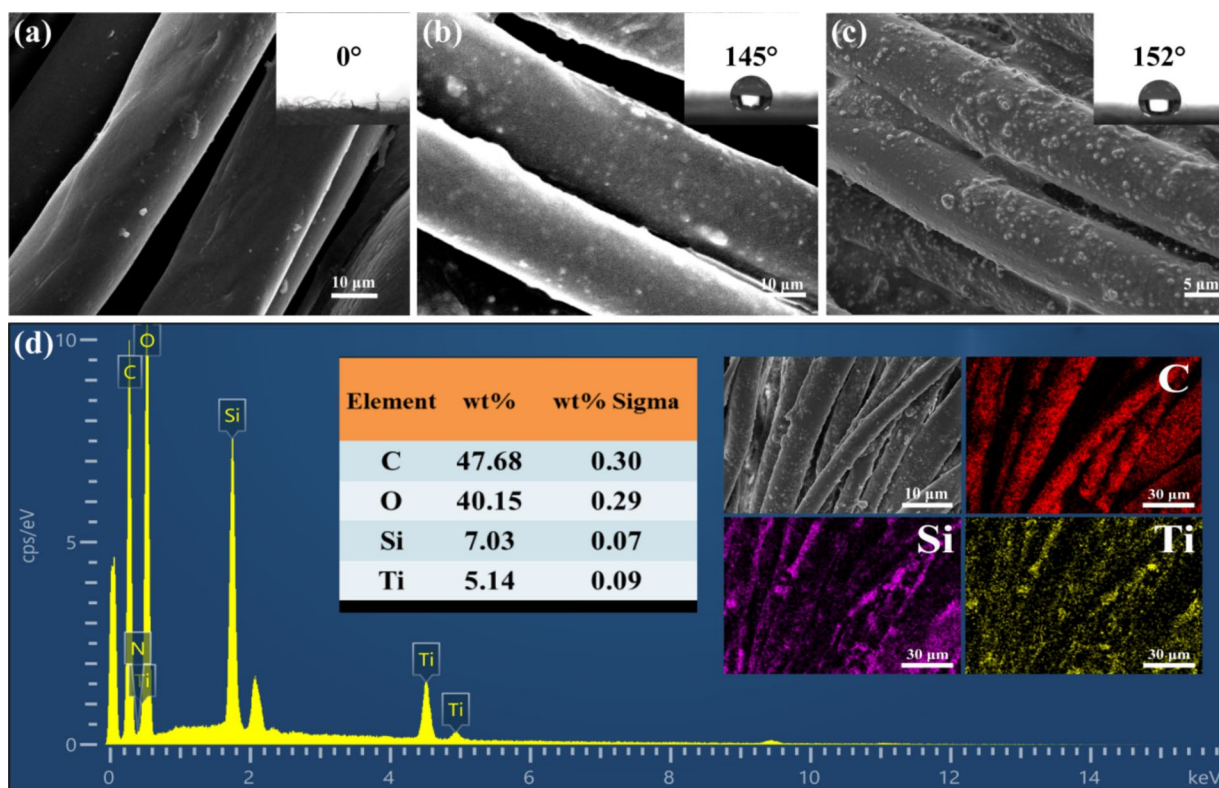 (a)
0°
10 µm
(b)
145°
10 µm
(c)
152°
5 µm
(d)
10
5
0
cps/eV
C
O
N
Ti
Si
Ti
Ti
0 2 4 6 8 10 12 14 keV
Element wt% wt% Sigma
C 47.68 0.30
O 40.15 0.29
Si 7.03 0.07
Ti 5.14 0.09
10 µm
C
30 µm
Si
30 µm
Ti
30 µm